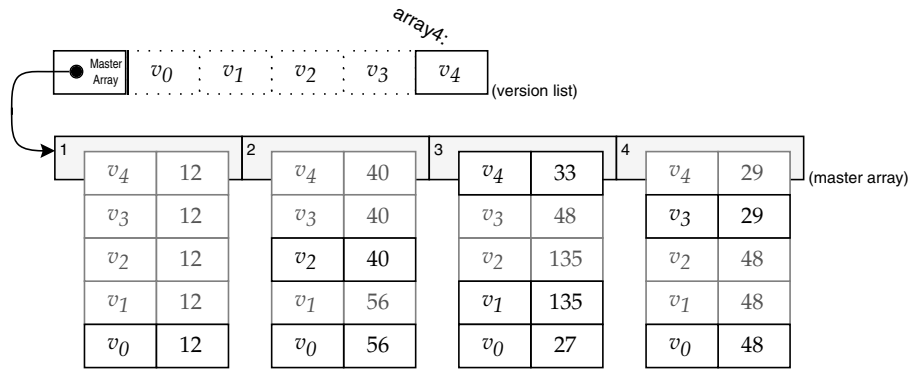 array4:
Master Array v0 v1 v2 v3 v4
(version list)
1 2 3 4
v4 12 v4 40 v4 33 v4 29
(master array)
v3 12 v3 40 v3 48 v3 29
v2 12 v2 40 v2 135 v2 48
v1 12 v1 56 v1 135 v1 48
v0 12 v0 56 v0 27 v0 48